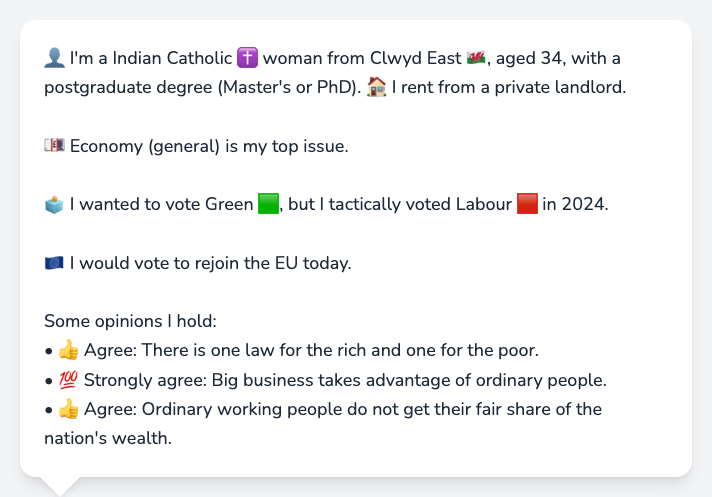 👤 I'm a Indian Catholic ✝️ woman from Clwyd East 🏴󠁧󠁢󠁷󠁬󠁳󠁿, aged 34, with a
postgraduate degree (Master's or PhD). 🏠 I rent from a private landlord.
💷 Economy (general) is my top issue.
🗳️ I wanted to vote Green 🟩, but I tactically voted Labour 🟥 in 2024.
🇪🇺 I would vote to rejoin the EU today.
Some opinions I hold:
• 👍 Agree: There is one law for the rich and one for the poor.
• 💯 Strongly agree: Big business takes advantage of ordinary people.
• 👍 Agree: Ordinary working people do not get their fair share of the
nation's wealth.